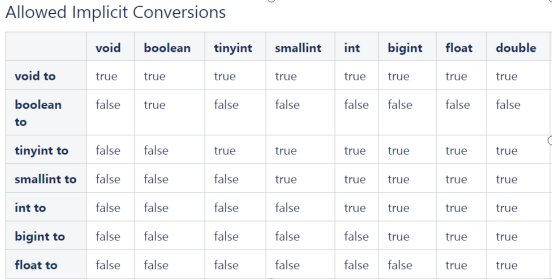 Allowed Implicit Conversions
void boolean tinyint smallint int bigint float double
void to true true true true true true true true
boolean to false true false false false false false false
tinyint to false false true true true true true true
smallint to false false false true true true true true
int to false false false false true true true true
bigint to false false false false false true true true
float to false false false false false false true true